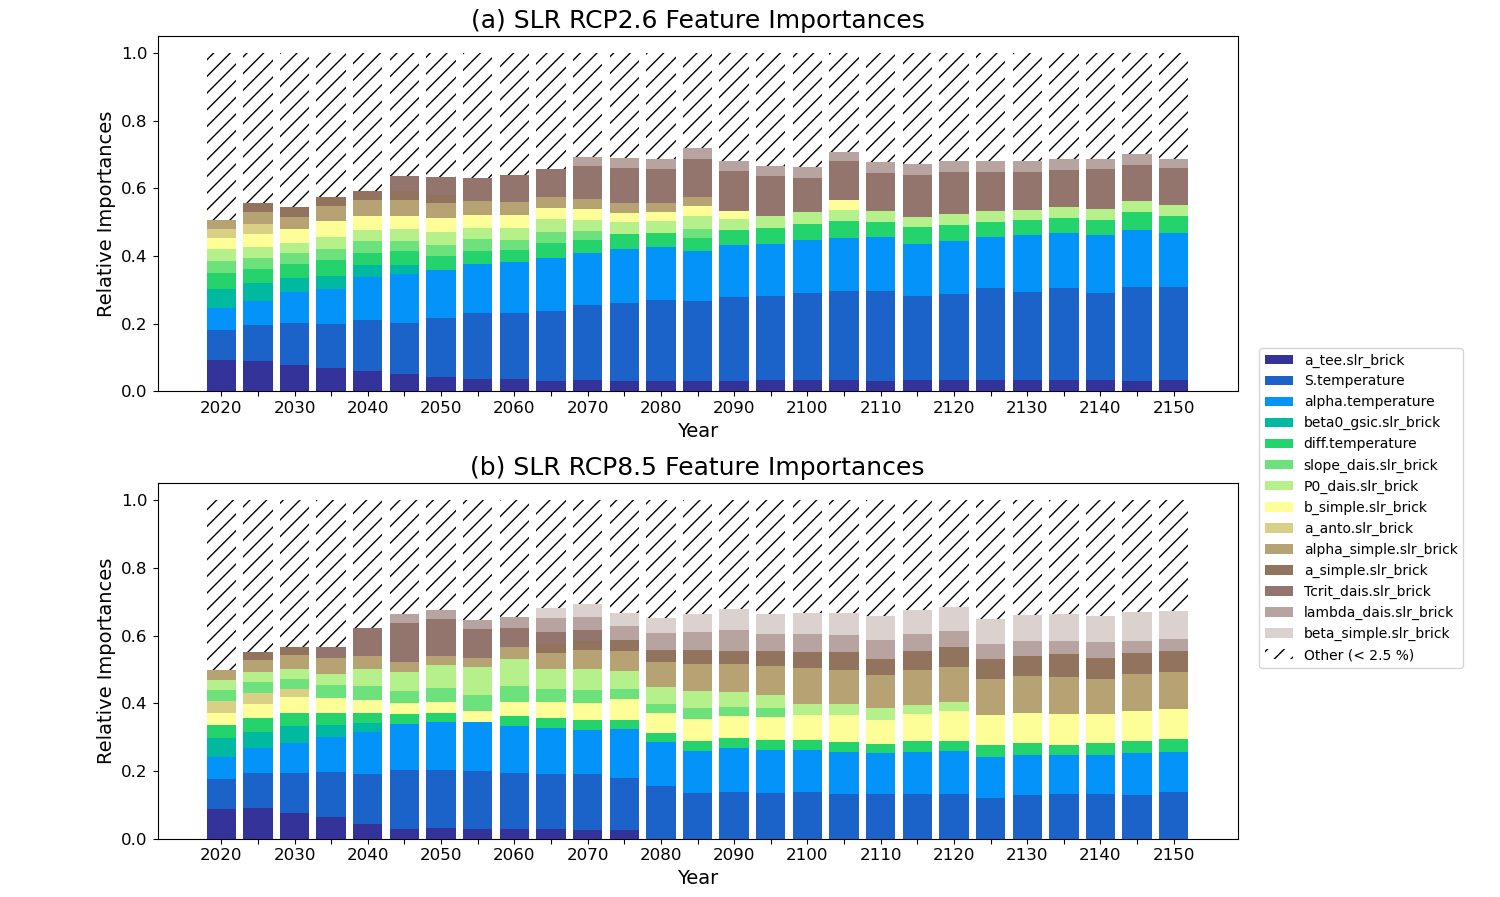 (a) SLR RCP2.6 Feature Importances
Relative Importances
1.0
0.8
0.6
0.4
0.2
0.0
2020 2030 2040 2050 2060 2070 2080 2090 2100 2110 2120 2130 2140 2150
Year
(b) SLR RCP8.5 Feature Importances
Relative Importances
1.0
0.8
0.6
0.4
0.2
0.0
2020 2030 2040 2050 2060 2070 2080 2090 2100 2110 2120 2130 2140 2150
Year
a_tee.slr_brick
S.temperature
alpha.temperature
beta0_gsic.slr_brick
diff.temperature
slope_dais.slr_brick
P0_dais.slr_brick
b_simple.slr_brick
a_anto.slr_brick
alpha_simple.slr_brick
a_simple.slr_brick
Tcrit_dais.slr_brick
lambda_dais.slr_brick
beta_simple.slr_brick
Other (< 2.5 %)